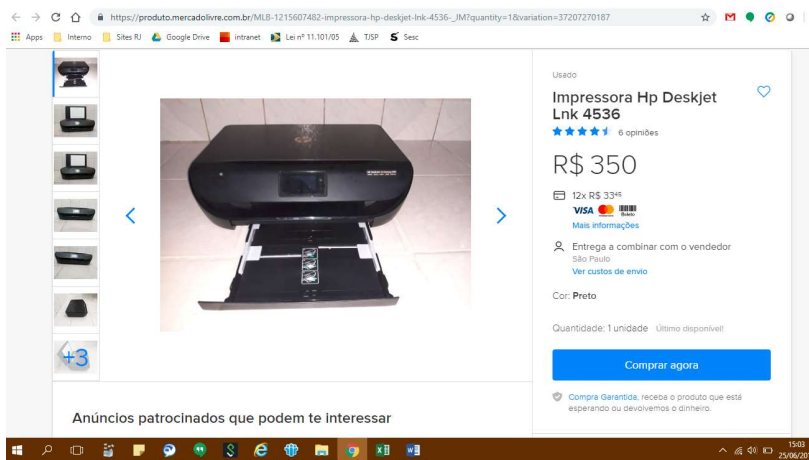 https://produto.mercadolivre.com.br/MLB-1215607482-impressora-hp-deskjet-lnk-4536-_JM?quantity=1&variation=37207270187
Apps Interno Sites RJ Google Drive intranet Lei nº 11.101/05 TJSP Sesc
Usado
Impressora Hp Deskjet
Lnk 4536
6 opiniões
R$ 350
12x R$ 33⁴⁵
VISA Boleto
Mais informações
Entrega a combinar com o vendedor
São Paulo
Ver custos de envio
Cor: Preto
Quantidade: 1 unidade Último disponível!
Comprar agora
Compra Garantida, receba o produto que está
esperando ou devolvemos o dinheiro.
+3
Anúncios patrocinados que podem te interessar
15:03
25/06/20